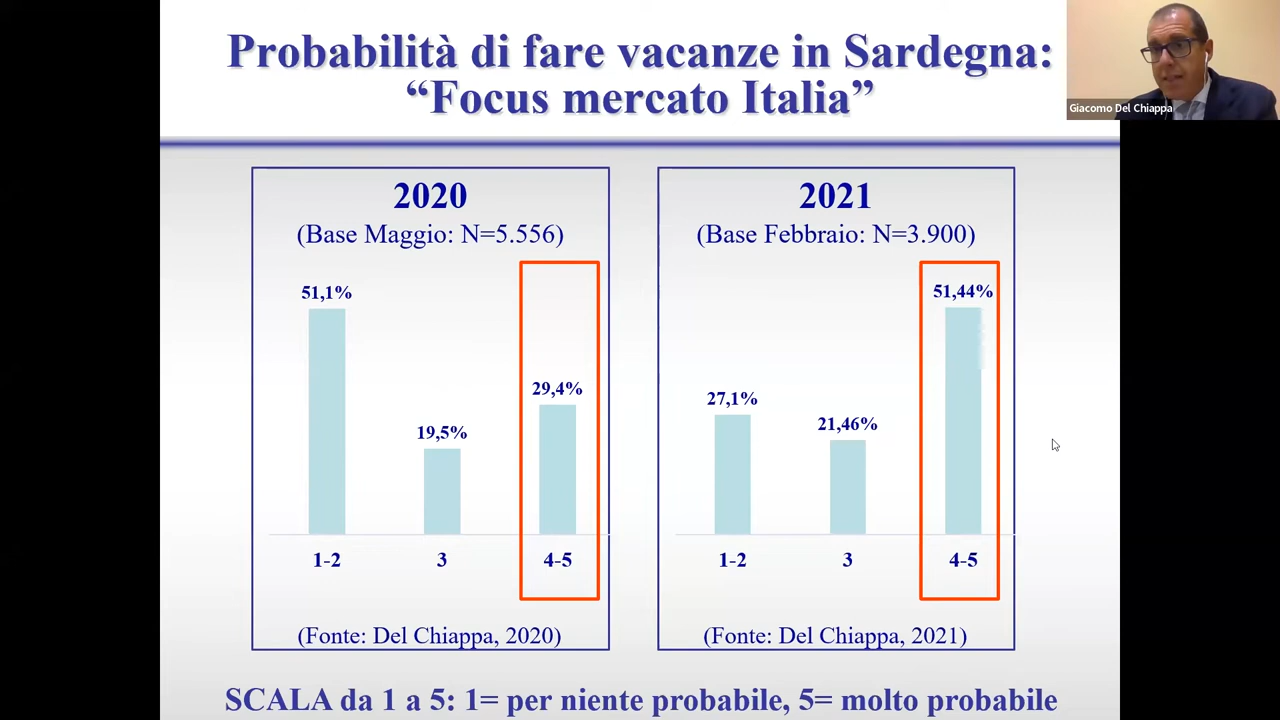 Probabilità di fare vacanze in Sardegna:
“Focus mercato Italia”
Giacomo Del Chiappa
2020
(Base Maggio: N=5.556)
51,1%
19,5%
29,4%
1-2
3
4-5
(Fonte: Del Chiappa, 2020)
2021
(Base Febbraio: N=3.900)
27,1%
21,46%
51,44%
1-2
3
4-5
(Fonte: Del Chiappa, 2021)
SCALA da 1 a 5: 1= per niente probabile, 5= molto probabile